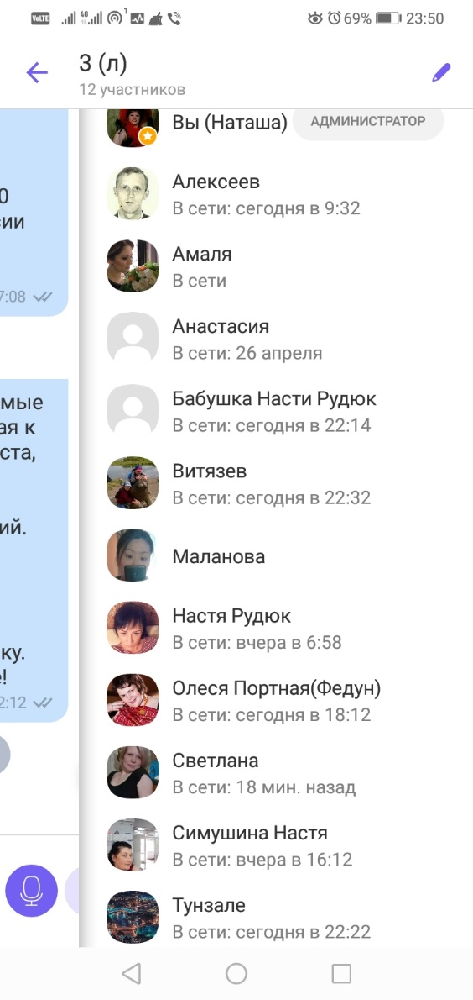 VoLTE 4G 1 69% 23:50
3 (л)
12 участников
Вы (Наташа) АДМИНИСТРАТОР
Алексеев
В сети: сегодня в 9:32
Амаля
В сети
Анастасия
В сети: 26 апреля
Бабушка Насти Рудюк
В сети: сегодня в 22:14
Витязев
В сети: сегодня в 22:32
Маланова
Настя Рудюк
В сети: вчера в 6:58
Олеся Портная(Федун)
В сети: сегодня в 18:12
Светлана
В сети: 18 мин. назад
Симушина Настя
В сети: вчера в 16:12
Тунзале
В сети: сегодня в 22:22
0
сии
7:08
мые
ая к
ста,
ий.
ку.
!
2:12